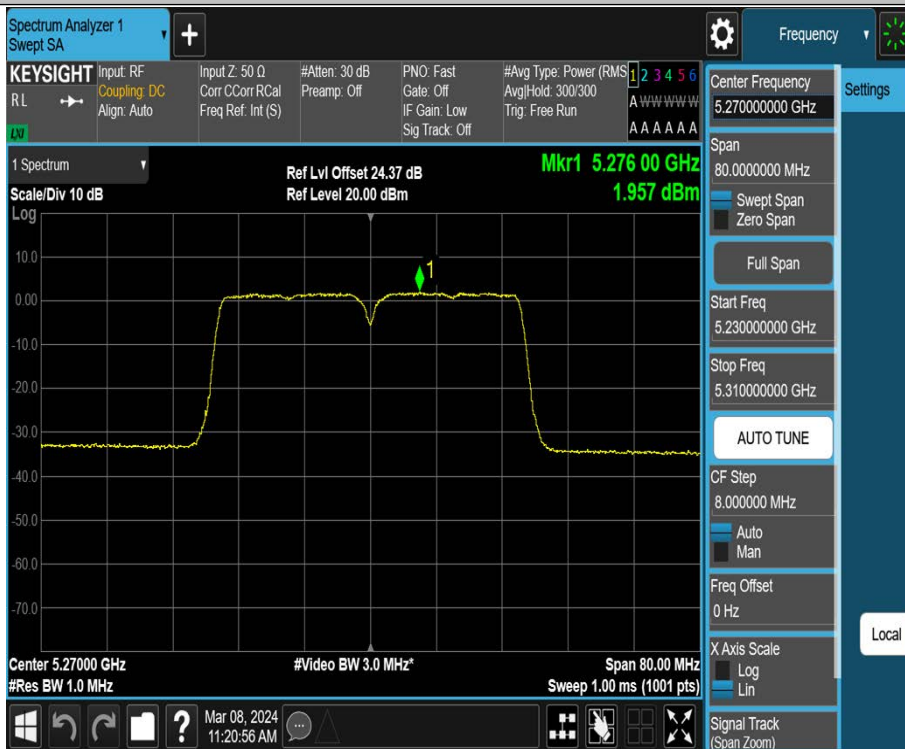 Spectrum Analyzer 1
Swept SA
+
Frequency
KEYSIGHT
R L
LXI
Input: RF
Coupling: DC
Align: Auto
Input Z: 50 Ω
Corr CCorr RCal
Freq Ref: Int (S)
#Atten: 30 dB
Preamp: Off
PNO: Fast
Gate: Off
IF Gain: Low
Sig Track: Off
#Avg Type: Power (RMS
Avg|Hold: 300/300
Trig: Free Run
1 2 3 4 5 6
A W W W W W
A A A A A A
1 Spectrum
Scale/Div 10 dB
Log
Ref Lvl Offset 24.37 dB
Ref Level 20.00 dBm
Mkr1 5.276 00 GHz
1.957 dBm
10.0
0.00
-10.0
-20.0
-30.0
-40.0
-50.0
-60.0
-70.0
1
Center 5.27000 GHz
#Res BW 1.0 MHz
#Video BW 3.0 MHz*
Span 80.00 MHz
Sweep 1.00 ms (1001 pts)
?
Mar 08, 2024
11:20:56 AM
Center Frequency
5.270000000 GHz
Span
80.0000000 MHz
Swept Span
Zero Span
Full Span
Start Freq
5.230000000 GHz
Stop Freq
5.310000000 GHz
AUTO TUNE
CF Step
8.000000 MHz
Auto
Man
Freq Offset
0 Hz
X Axis Scale
Log
Lin
Signal Track
(Span Zoom)
Settings
Local